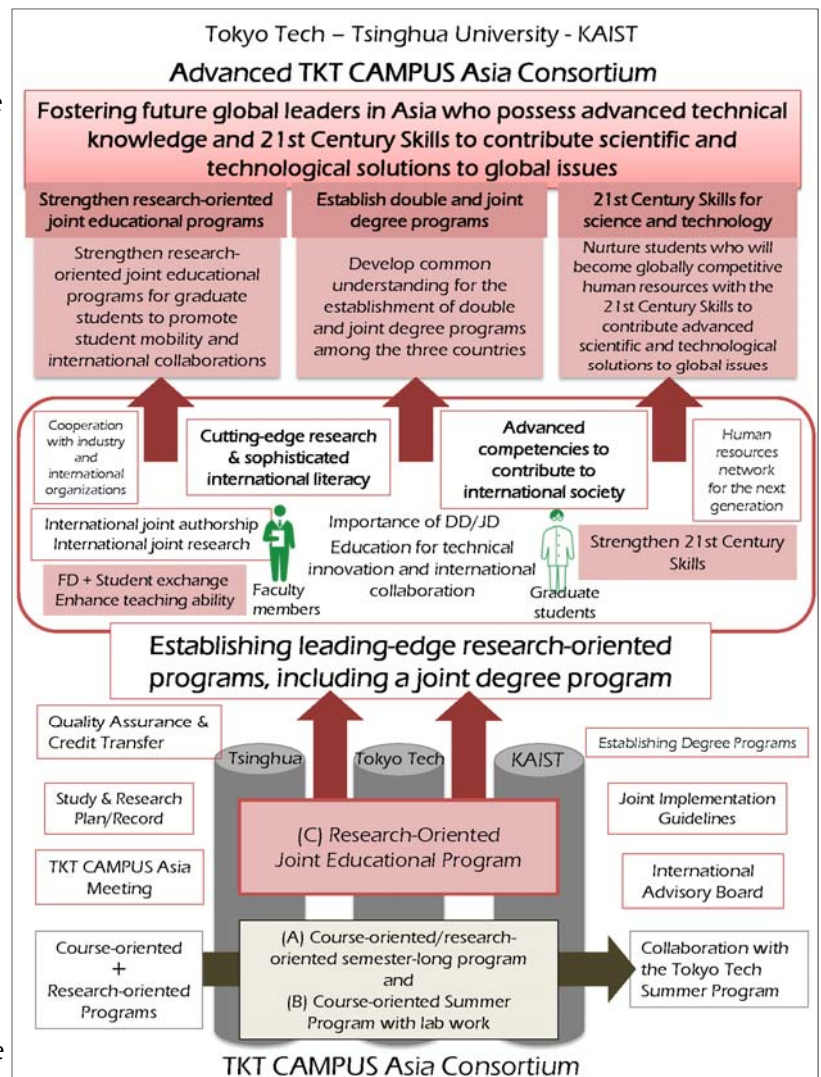 Tokyo Tech – Tsinghua University - KAIST
Advanced TKT CAMPUS Asia Consortium
e
Fostering future global leaders in Asia who possess advanced technical
knowledge and 21st Century Skills to contribute scientific and
technological solutions to global issues
Strengthen research-oriented
joint educational programs
Strengthen research-
oriented joint educational
programs for graduate
students to promote
student mobility and
international collaborations
Establish double and joint
degree programs
Develop common
understanding for the
establishment of double
and joint degree programs
among the three countries
21st Century Skills for
science and technology
Nurture students who will
become globally competitive
human resources with the
21st Century Skills to
contribute advanced
scientific and technological
solutions to global issues
Cooperation
with industry
and
international
organizations
Cutting-edge research
& sophisticated
international literacy
Advanced
competencies to
contribute to
international society
Human
resources
network
for the next
generation
International joint authorship
International joint research
FD + Student exchange
Enhance teaching ability
Faculty
members
Importance of DD/JD
Education for technical
innovation and international
collaboration
Graduate
students
Strengthen 21st Century
Skills
Establishing leading-edge research-oriented
programs, including a joint degree program
Quality Assurance &
Credit Transfer
Study & Research
Plan/Record
TKT CAMPUS Asia
Meeting
Course-oriented
+
Research-oriented
Programs
Tsinghua
Tokyo Tech
KAIST
(C) Research-Oriented
Joint Educational Program
(A) Course-oriented/research-
oriented semester-long program
and
(B) Course-oriented Summer
Program with lab work
Establishing Degree Programs
Joint Implementation
Guidelines
International
Advisory Board
Collaboration with
the Tokyo Tech
Summer Program
e
TKT CAMPUS Asia Consortium